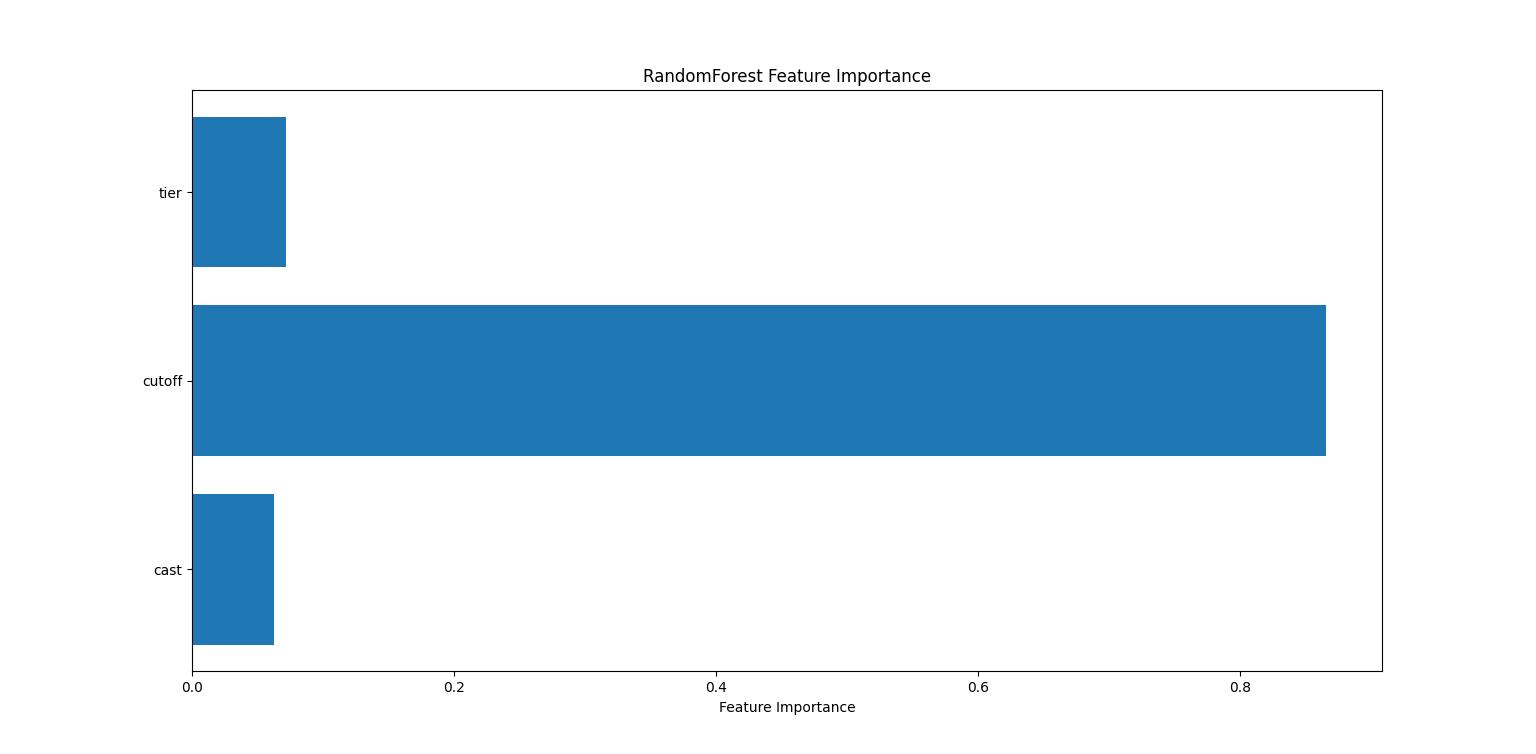 RandomForest Feature Importance
tier
cutoff
cast
0.0 0.2 0.4 0.6 0.8
Feature Importance